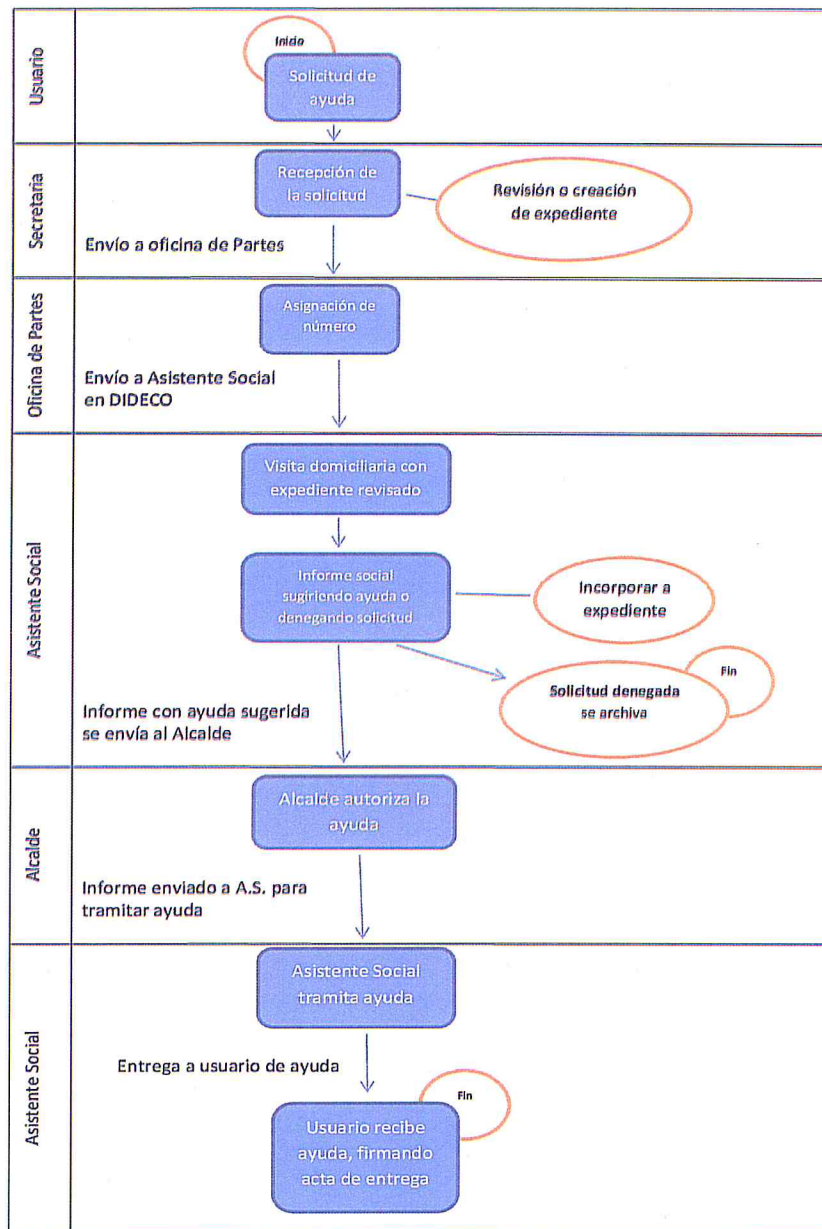 Usuario
Inicio
Solicitud de
ayuda
Secretaria
Recepción de
la solicitud
Revisión o creación
de expediente
Envío a oficina de Partes
Oficina de Partes
Asignación de
número
Envío a Asistente Social
en DIDECO
Asistente Social
Visita domiciliaria con
expediente revisado
Informe social
sugiriendo ayuda o
denegando solicitud
Incorporar a
expediente
Fin
Solicitud denegada
se archiva
Informe con ayuda sugerida
se envía al Alcalde
Alcalde
Alcalde autoriza la
ayuda
Informe enviado a A.S. para
tramitar ayuda
Asistente Social
Asistente Social
tramita ayuda
Entrega a usuario de ayuda
Fin
Usuario recibe
ayuda, firmando
acta de entrega